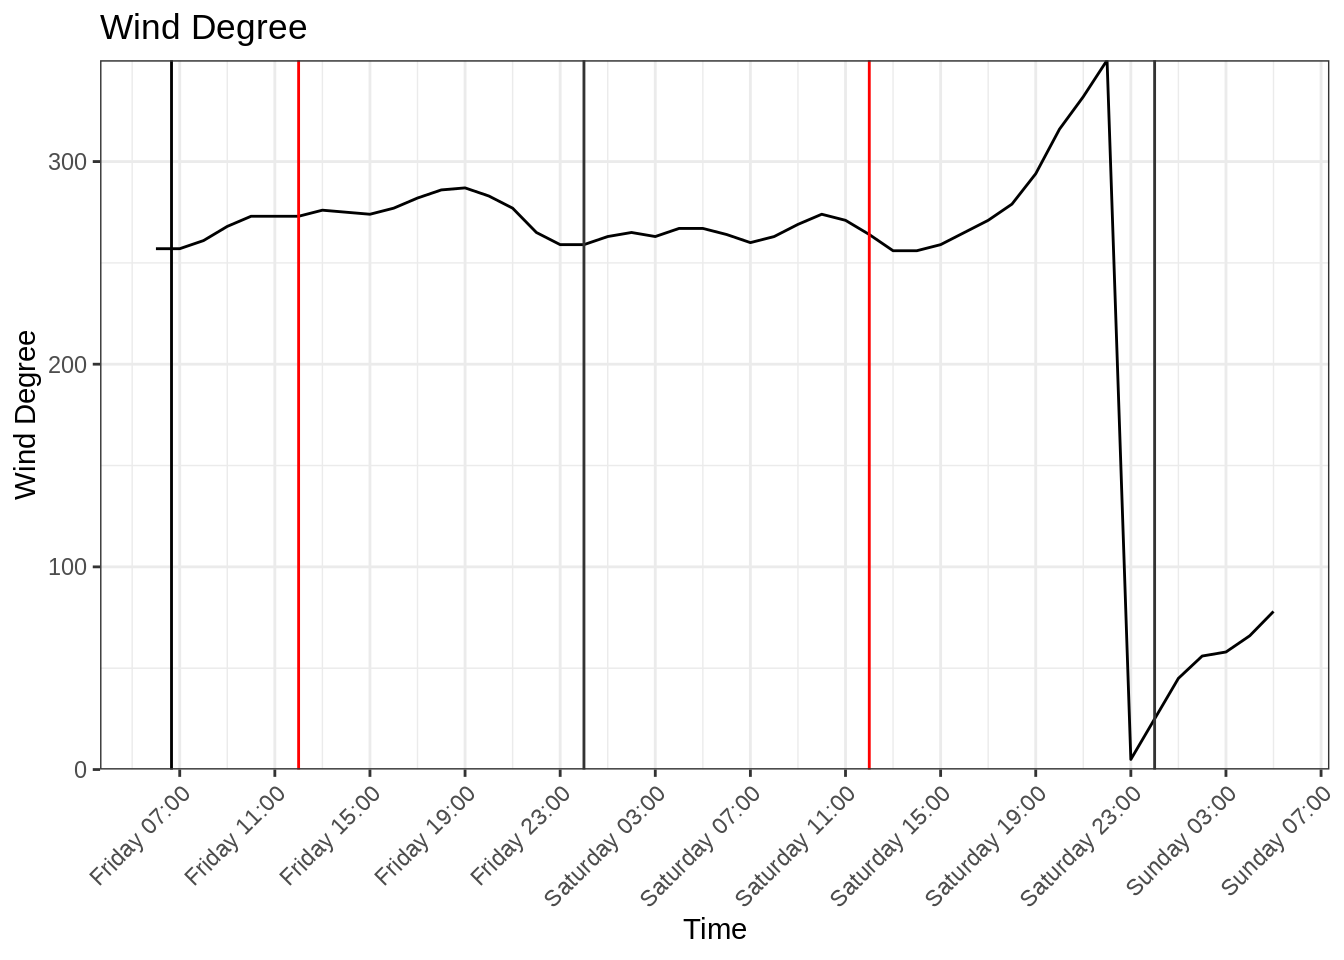 Wind Degree
Wind Degree
300
200
100
0
Friday 07:00
Friday 11:00
Friday 15:00
Friday 19:00
Friday 23:00
Saturday 03:00
Saturday 07:00
Saturday 11:00
Saturday 15:00
Saturday 19:00
Saturday 23:00
Sunday 03:00
Sunday 07:00
Time